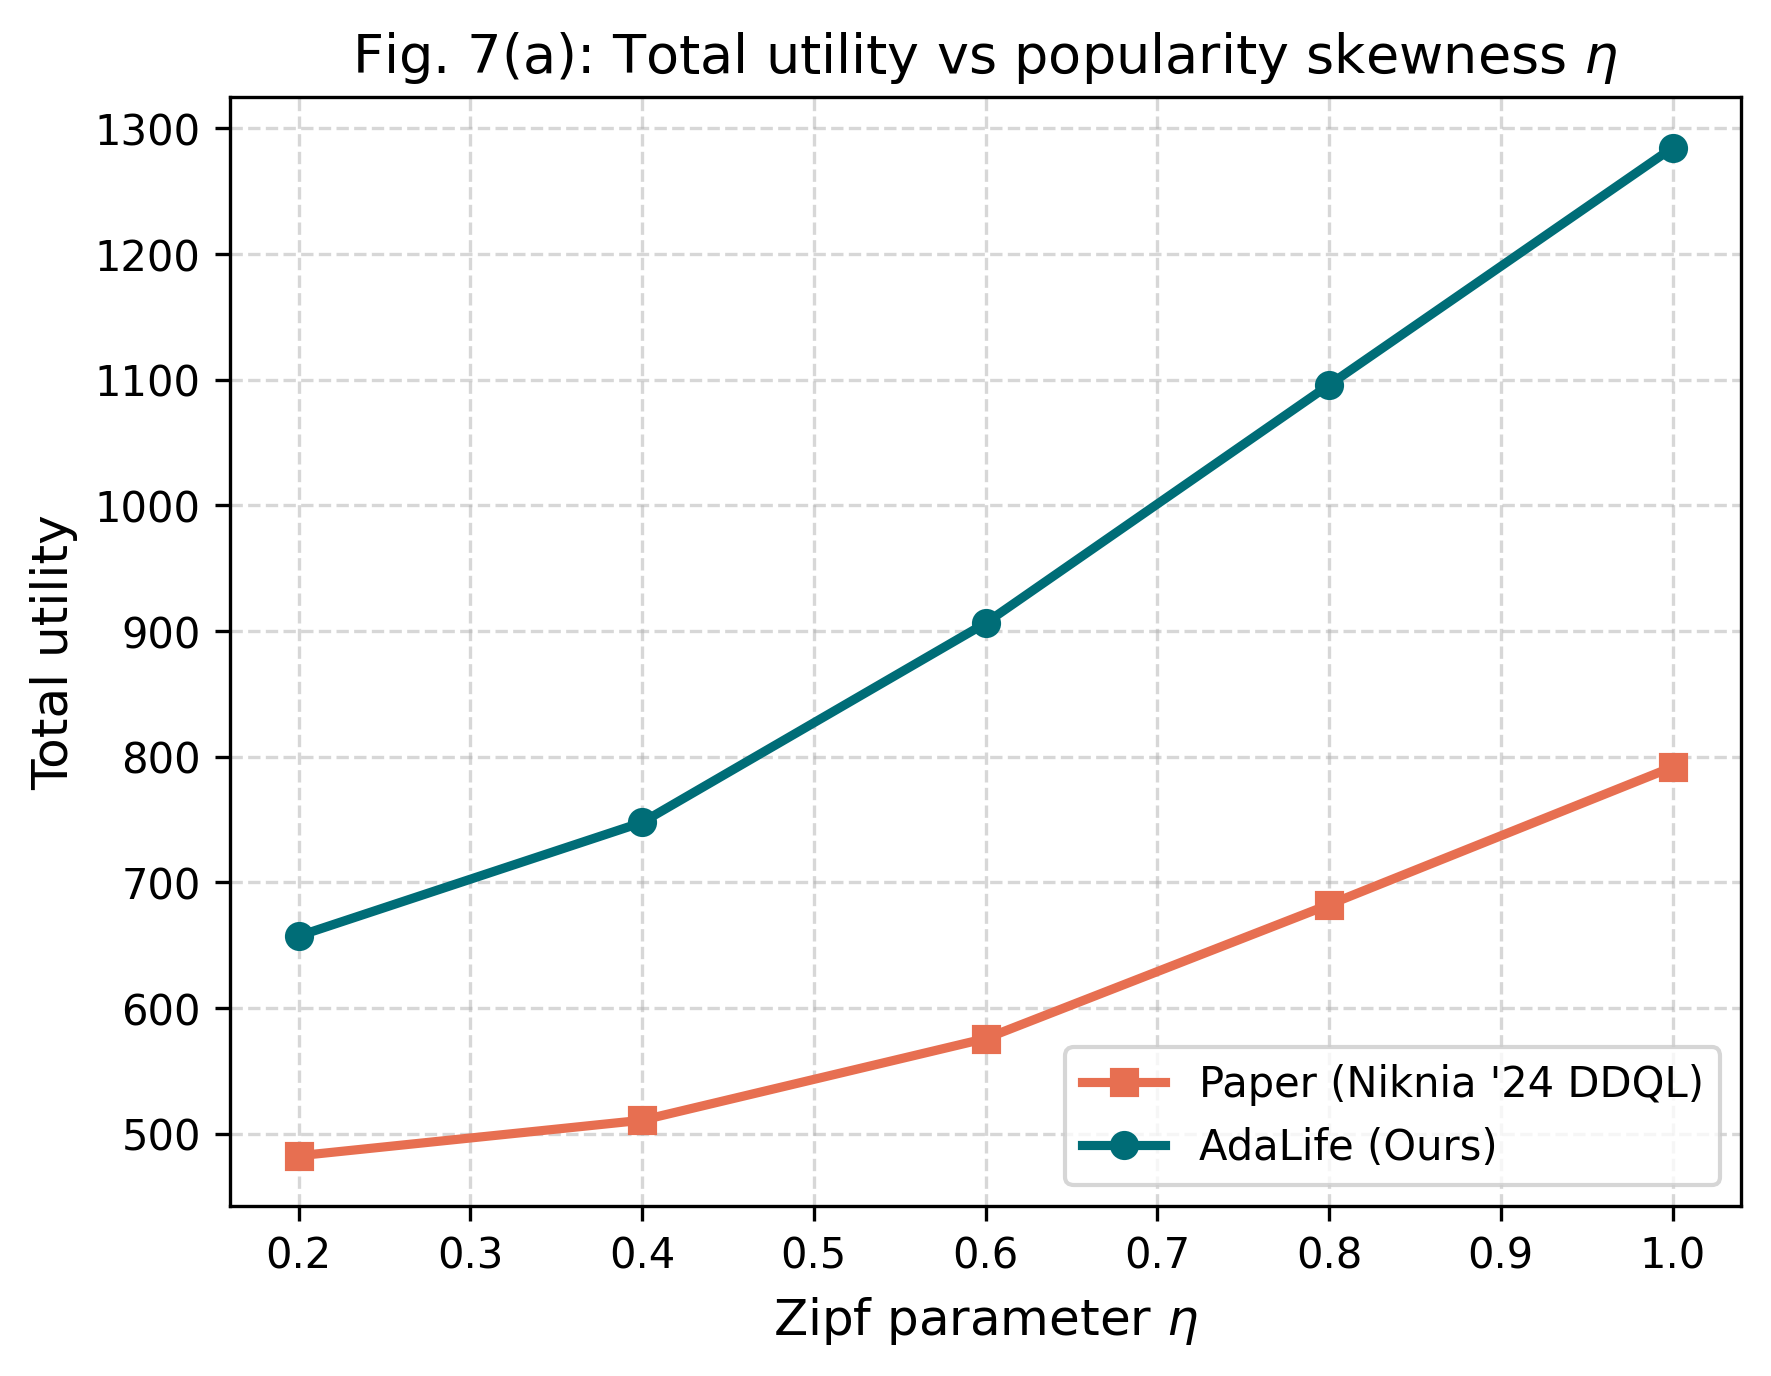 Fig. 7(a): Total utility vs popularity skewness η
1300
1200
1100
1000
900
800
700
600
500
Total utility
Paper (Niknia '24 DDQL)
AdaLife (Ours)
0.2 0.3 0.4 0.5 0.6 0.7 0.8 0.9 1.0
Zipf parameter η